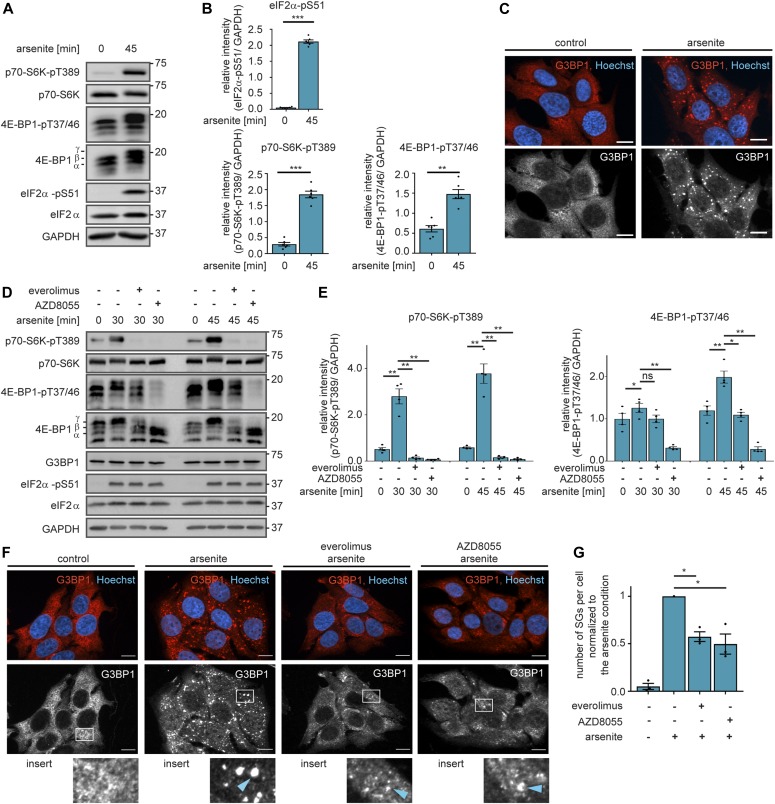 A
arsenite [min]
0 45
p70-S6K-pT389
75
p70-S6K
75
4E-BP1-pT37/46
20
4E-BP1
γ
β
α
20
eIF2α -pS51
37
eIF2α
37
GAPDH
37
B
eIF2α-pS51
relative intensity
(eIF2α-pS51/ GAPDH)
2.5
2.0
1.5
1.0
0.5
0.0
***
arsenite [min] 0 45
p70-S6K-pT389
relative intensity
(p70-S6K-pT389/ GAPDH)
2.5
2.0
1.5
1.0
0.5
0.0
***
arsenite [min] 0 45
4E-BP1-pT37/46
relative intensity
(4E-BP1-pT37/46/ GAPDH)
2.0
1.5
1.0
0.5
0.0
**
arsenite [min] 0 45
C
control arsenite
G3BP1, Hoechst G3BP1, Hoechst
G3BP1 G3BP1
D
everolimus - - + - - - + -
AZD8055 - - - + - - - +
arsenite [min] 0 30 30 30 0 45 45 45
p70-S6K-pT389
75
p70-S6K
75
4E-BP1-pT37/46
20
4E-BP1
γ
β
α
20
G3BP1
75
eIF2α -pS51
37
eIF2α
37
GAPDH
37
E
p70-S6K-pT389
relative intensity
(p70-S6K-pT389/ GAPDH)
5.0
4.0
3.0
2.0
1.0
0.0
** ** ** ** ** **
everolimus - - + - - - + -
AZD8055 - - - + - - - +
arsenite [min] 0 30 30 30 0 45 45 45
4E-BP1-pT37/46
relative intensity
(4E-BP1-pT37/46/ GAPDH)
3.0
2.5
2.0
1.5
1.0
0.5
0.0
* ns ** ** * **
everolimus - - + - - - + -
AZD8055 - - - + - - - +
arsenite [min] 0 30 30 30 0 45 45 45
F
control arsenite everolimus arsenite AZD8055 arsenite
G3BP1, Hoechst G3BP1, Hoechst G3BP1, Hoechst G3BP1, Hoechst
G3BP1 G3BP1 G3BP1 G3BP1
insert insert insert insert
G
number of SGs per cell
normalized to
the arsenite condition
1
0.5
0
*
*
everolimus - - + -
AZD8055 - - - +
arsenite - + + +